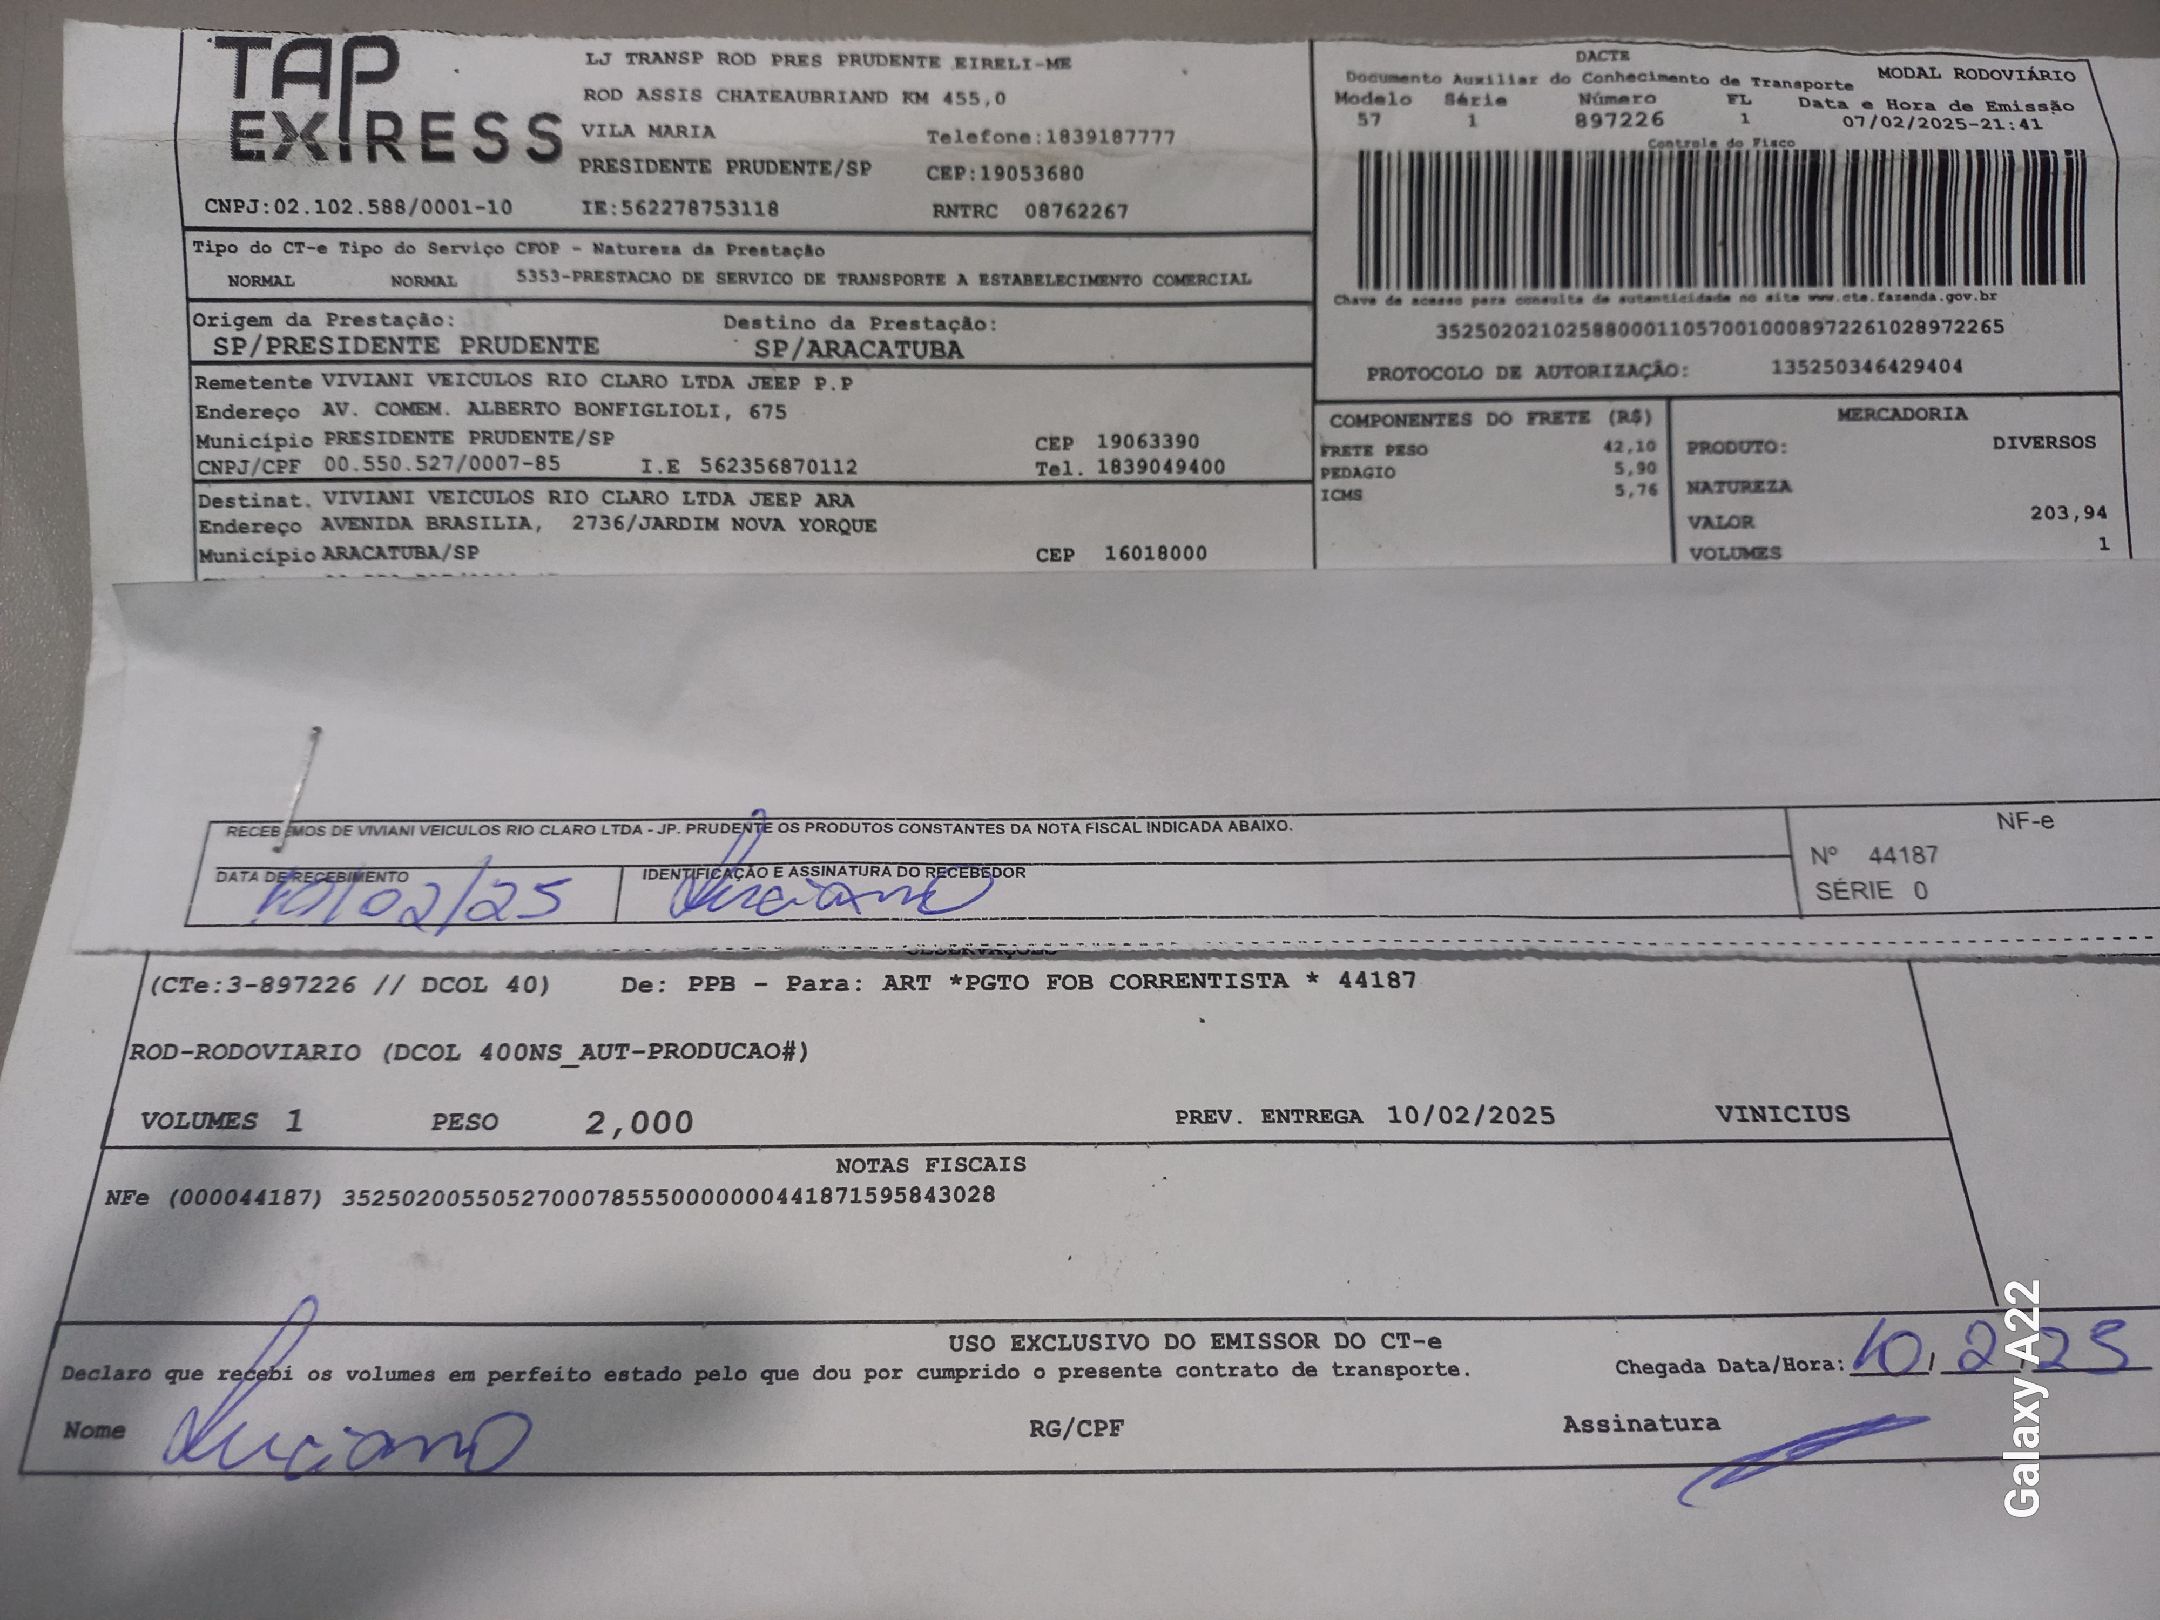 TAP EXPRESS
LJ TRANSP ROD PRES PRUDENTE EIRELI-ME
ROD ASSIS CHATEAUBRIAND KM 455,0
VILA MARIA Telefone:1839187777
PRESIDENTE PRUDENTE/SP CEP:19053680
CNPJ:02.102.588/0001-10 IE:562278753118 RNTRC 08762267
DACTE
Documento Auxiliar do Conhecimento de Transporte MODAL RODOVIÁRIO
Modelo Série Número FL Data e Hora de Emissão
57 1 897226 1 07/02/2025-21:41
Controle do Fisco
Chave de acesso para consulta de autenticidade no site www.cte.fazenda.gov.br
35250202102588000110570010008972261028972265
PROTOCOLO DE AUTORIZAÇÃO: 135250346429404
Tipo do CT-e Tipo do Serviço CFOP - Natureza da Prestação
NORMAL NORMAL 5353-PRESTACAO DE SERVICO DE TRANSPORTE A ESTABELECIMENTO COMERCIAL
Origem da Prestação: Destino da Prestação:
SP/PRESIDENTE PRUDENTE SP/ARACATUBA
Remetente VIVIANI VEICULOS RIO CLARO LTDA JEEP P.P
Endereço AV. COMEM. ALBERTO BONFIGLIOLI, 675
Município PRESIDENTE PRUDENTE/SP CEP 19063390
CNPJ/CPF 00.550.527/0007-85 I.E 562356870112 Tel. 1839049400
Destinat. VIVIANI VEICULOS RIO CLARO LTDA JEEP ARA
Endereço AVENIDA BRASILIA, 2736/JARDIM NOVA YORQUE
Município ARACATUBA/SP CEP 16018000
COMPONENTES DO FRETE (R$)
FRETE PESO 42,10
PEDAGIO 5,90
ICMS 5,76
MERCADORIA
PRODUTO: DIVERSOS
NATUREZA
VALOR 203,94
VOLUMES 1
RECEBEMOS DE VIVIANI VEICULOS RIO CLARO LTDA - JP. PRUDENTE OS PRODUTOS CONSTANTES DA NOTA FISCAL INDICADA ABAIXO.
DATA DE RECEBIMENTO IDENTIFICAÇÃO E ASSINATURA DO RECEBEDOR
10/02/25 Luciano
NF-e
Nº 44187
SÉRIE 0
OBSERVAÇÕES
(CTe:3-897226 // DCOL 40) De: PPB - Para: ART *PGTO FOB CORRENTISTA * 44187
ROD-RODOVIARIO (DCOL 400NS_AUT-PRODUCAO#)
VOLUMES 1 PESO 2,000 PREV. ENTREGA 10/02/2025 VINICIUS
NOTAS FISCAIS
NFe (000044187) 35250200550527000785550000000441871595843028
USO EXCLUSIVO DO EMISSOR DO CT-e
Declaro que recebi os volumes em perfeito estado pelo que dou por cumprido o presente contrato de transporte. Chegada Data/Hora: 10, 2 25
Nome Luciano RG/CPF Assinatura
Galaxy A22